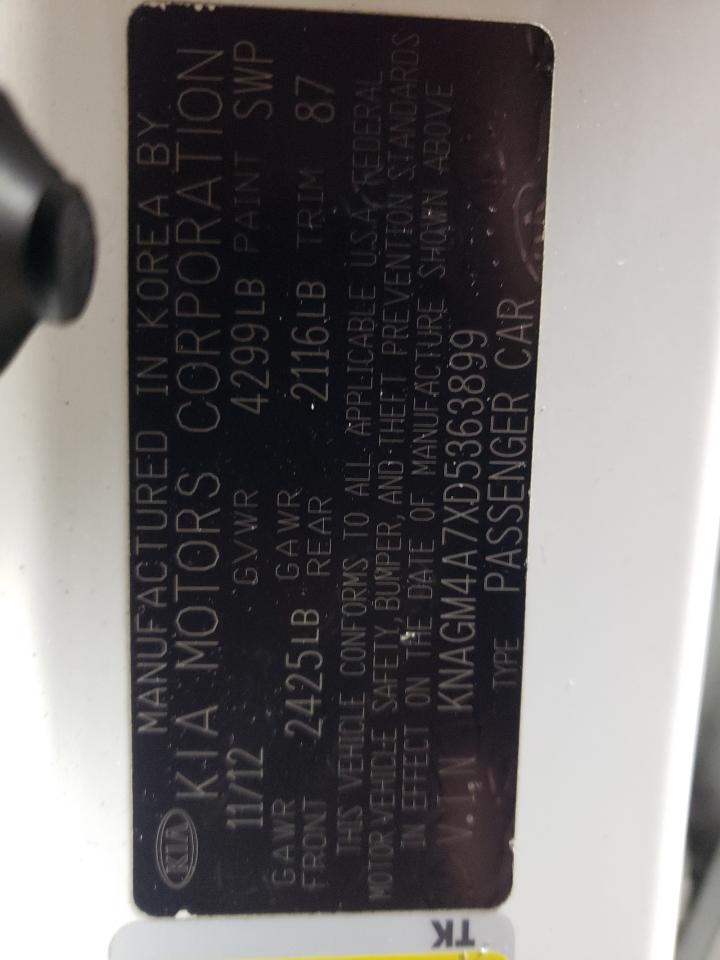 MANUFACTURED IN KOREA BY
KIA KIA MOTORS CORPORATION
11/12 GVWR 4299LB PAINT SWP
GAWR FRONT 2425LB GAWR REAR 2116LB TRIM 87
THIS VEHICLE CONFORMS TO ALL APPLICABLE U.S.A. FEDERAL
MOTOR VEHICLE SAFETY, BUMPER, AND THEFT PREVENTION STANDARDS
IN EFFECT ON THE DATE OF MANUFACTURE SHOWN ABOVE
V.I.N KNAGM4A7XD5363899
TYPE PASSENGER CAR
TK